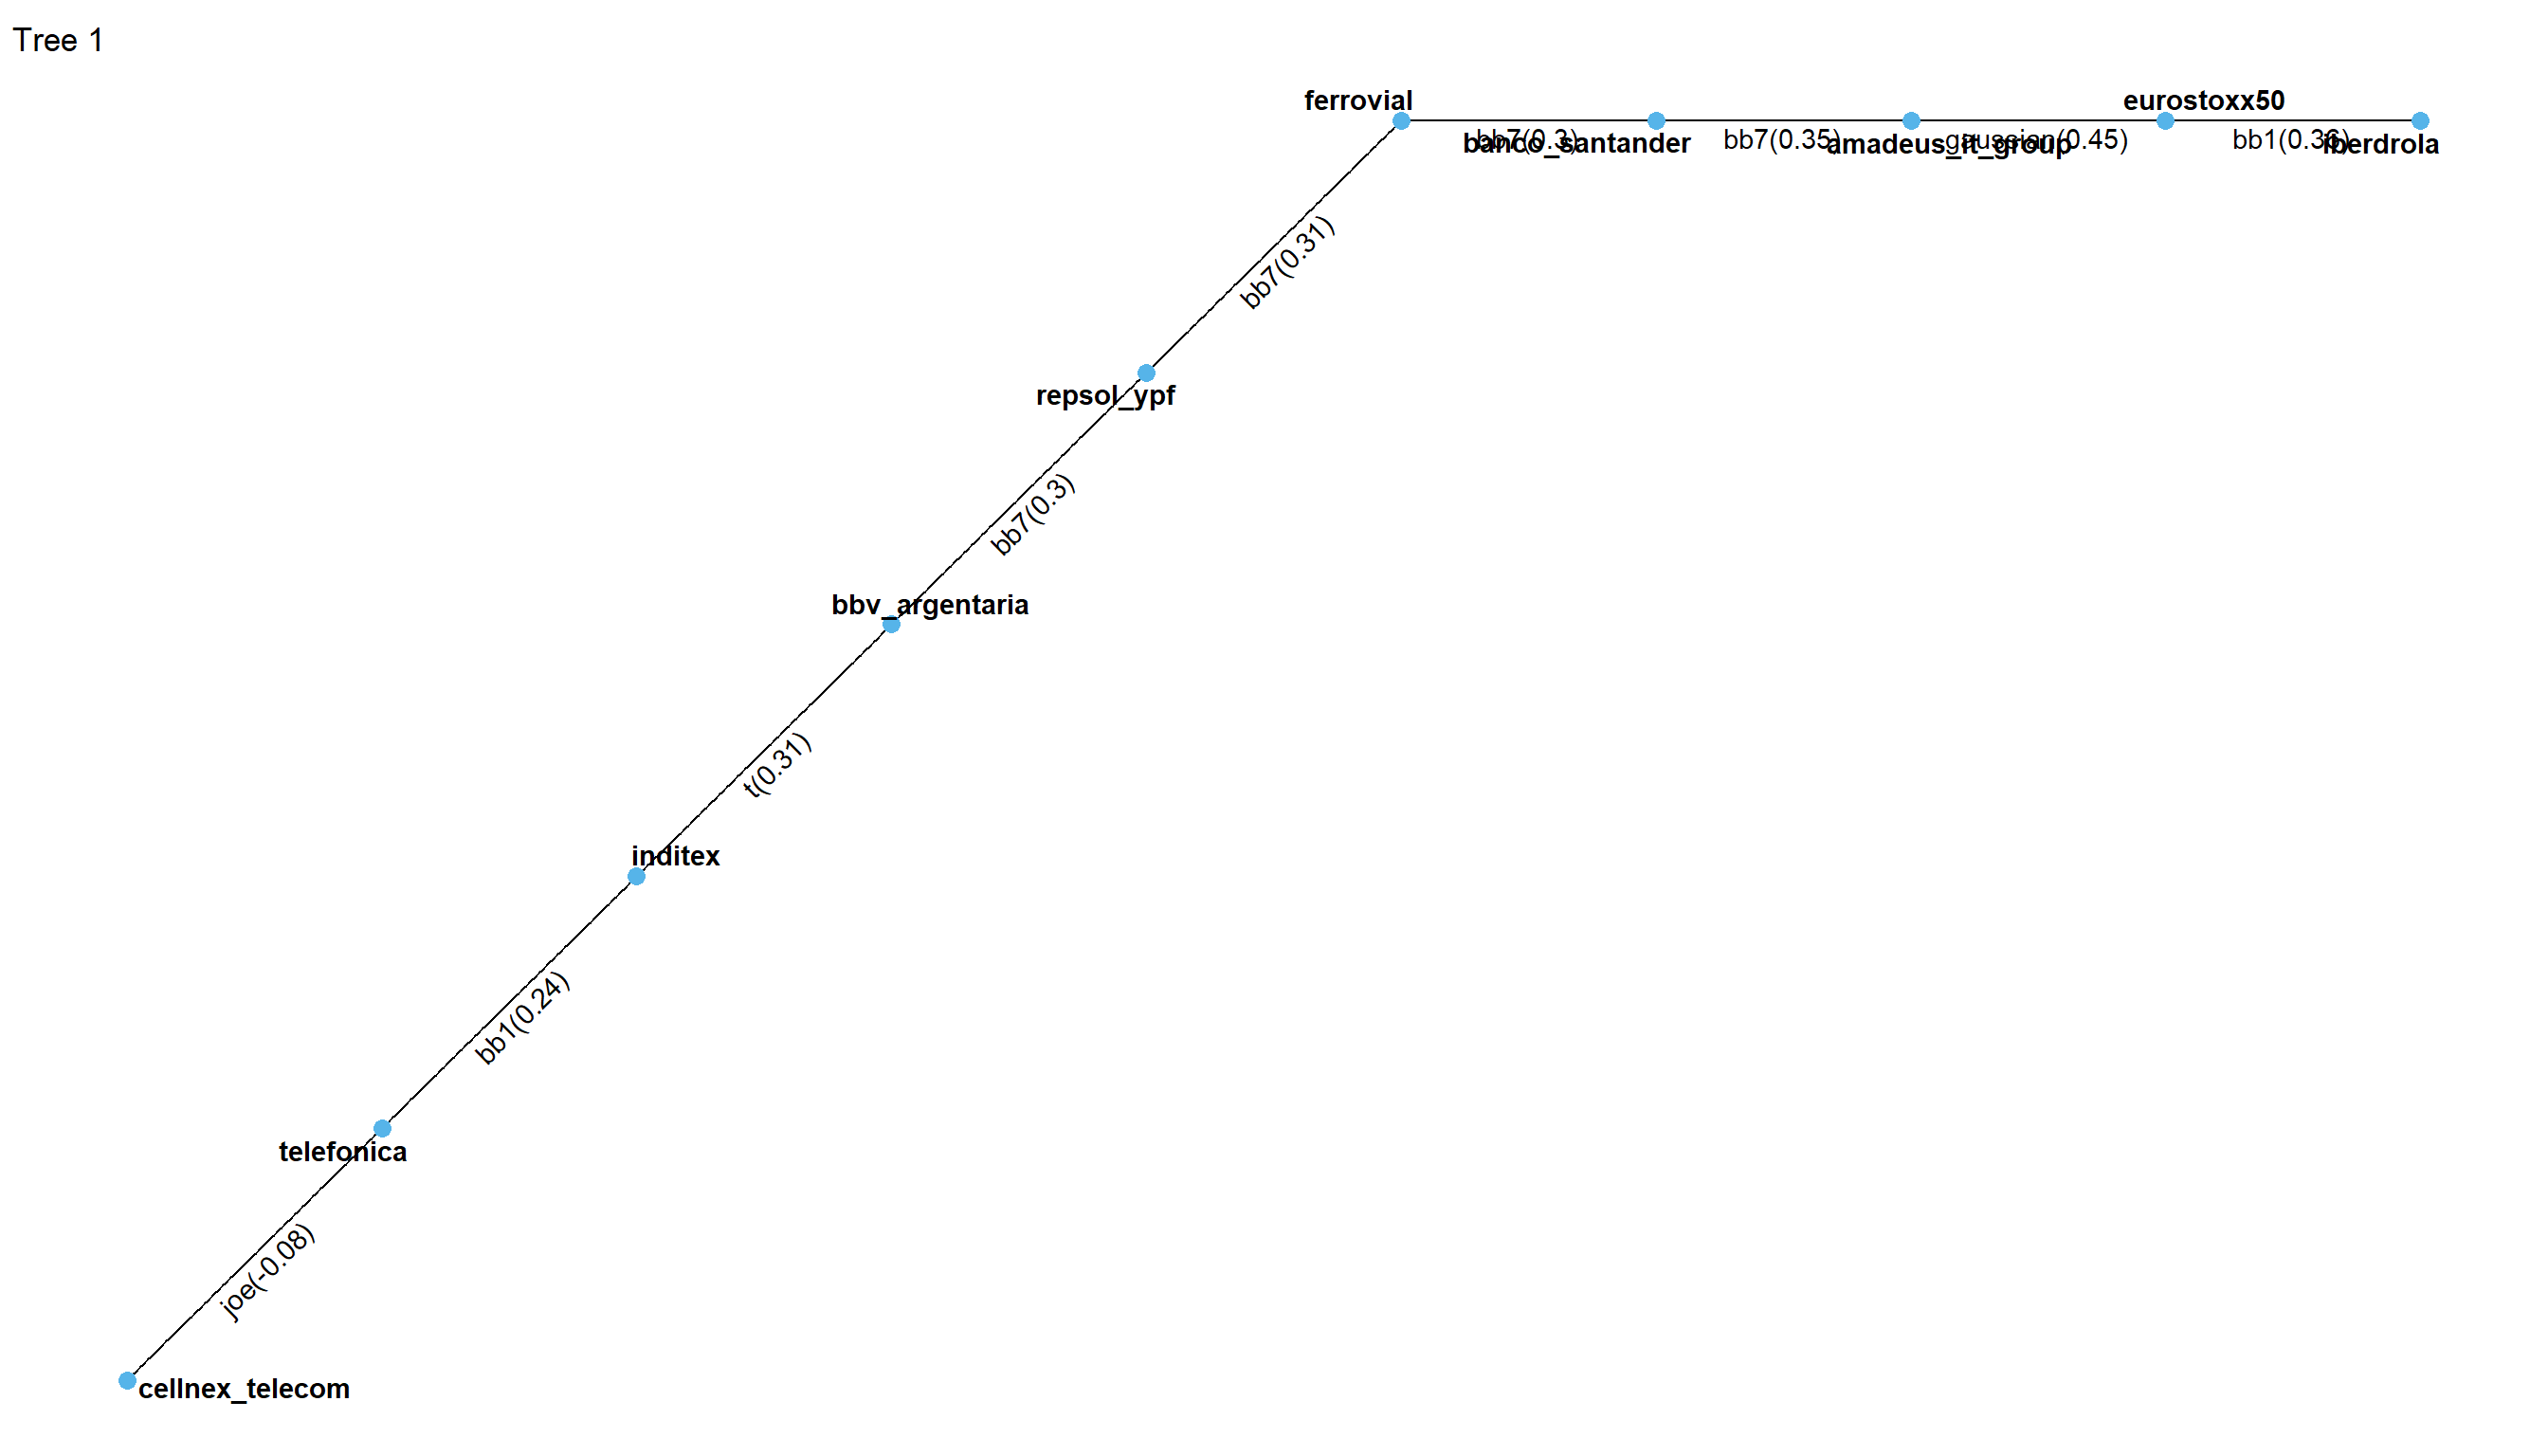 Tree 1
ferrovial
eurostoxx50
bb7(0.3)
banco_santander
bb7(0.35)
amadeus_it_group
gaussian(0.45)
bb1(0.36)
iberdrola
bb7(0.31)
repsol_ypf
bb7(0.3)
bbv_argentaria
t(0.31)
inditex
bb1(0.24)
telefonica
joe(-0.08)
cellnex_telecom